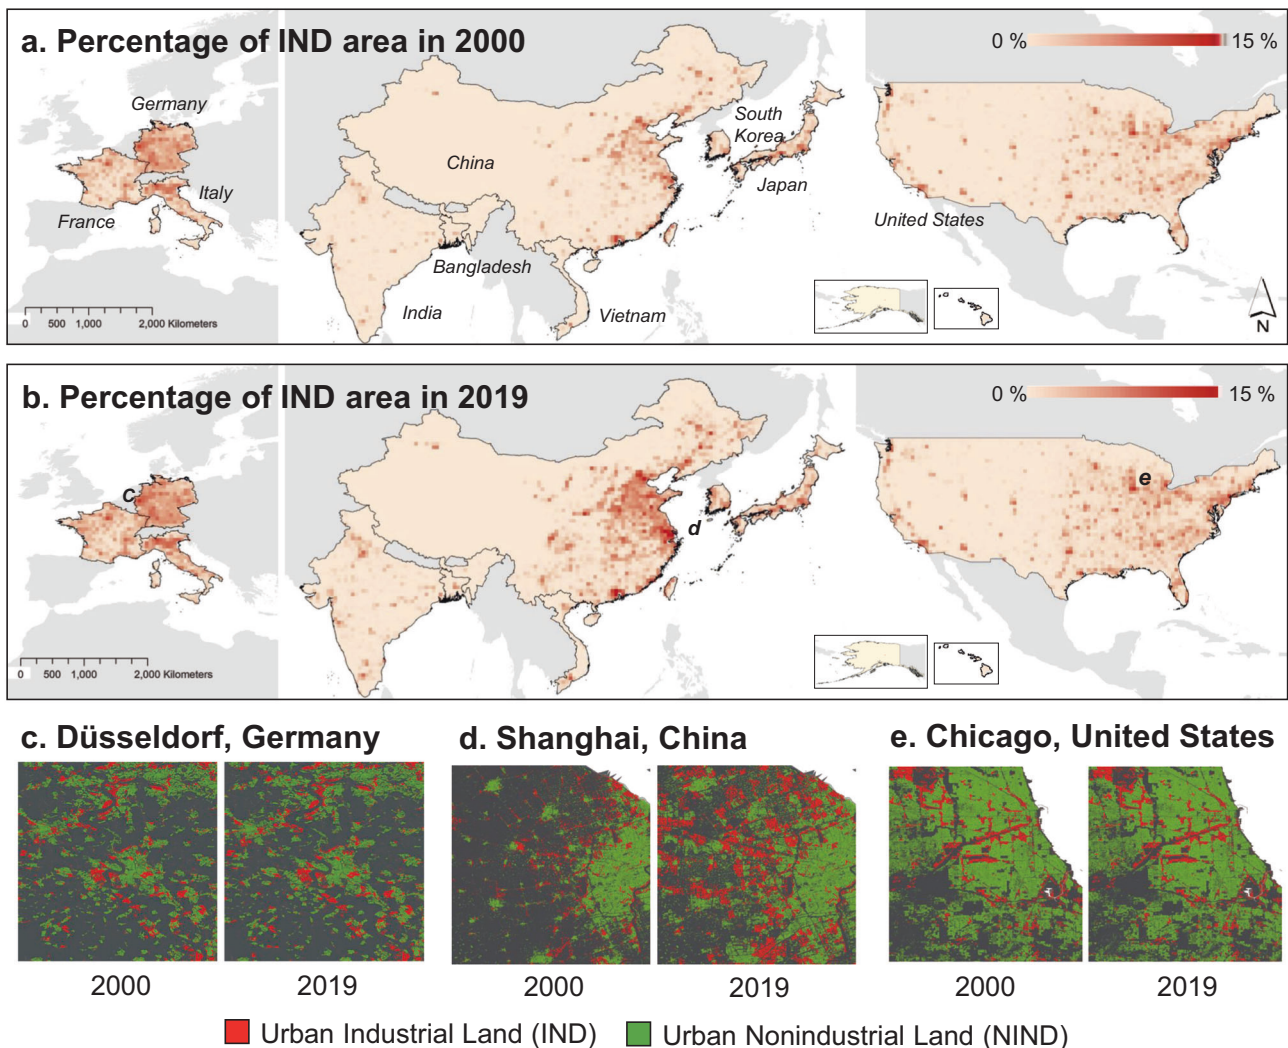 a. Percentage of IND area in 2000
0 %
15 %
Germany
South
Korea
China
Japan
Italy
France
United States
Bangladesh
India
Vietnam
0 500 1,000 2,000 Kilometers
N
b. Percentage of IND area in 2019
0 %
15 %
c
d
e
0 500 1,000 2,000 Kilometers
c. Düsseldorf, Germany
d. Shanghai, China
e. Chicago, United States
2000
2019
2000
2019
2000
2019
Urban Industrial Land (IND)
Urban Nonindustrial Land (NIND)